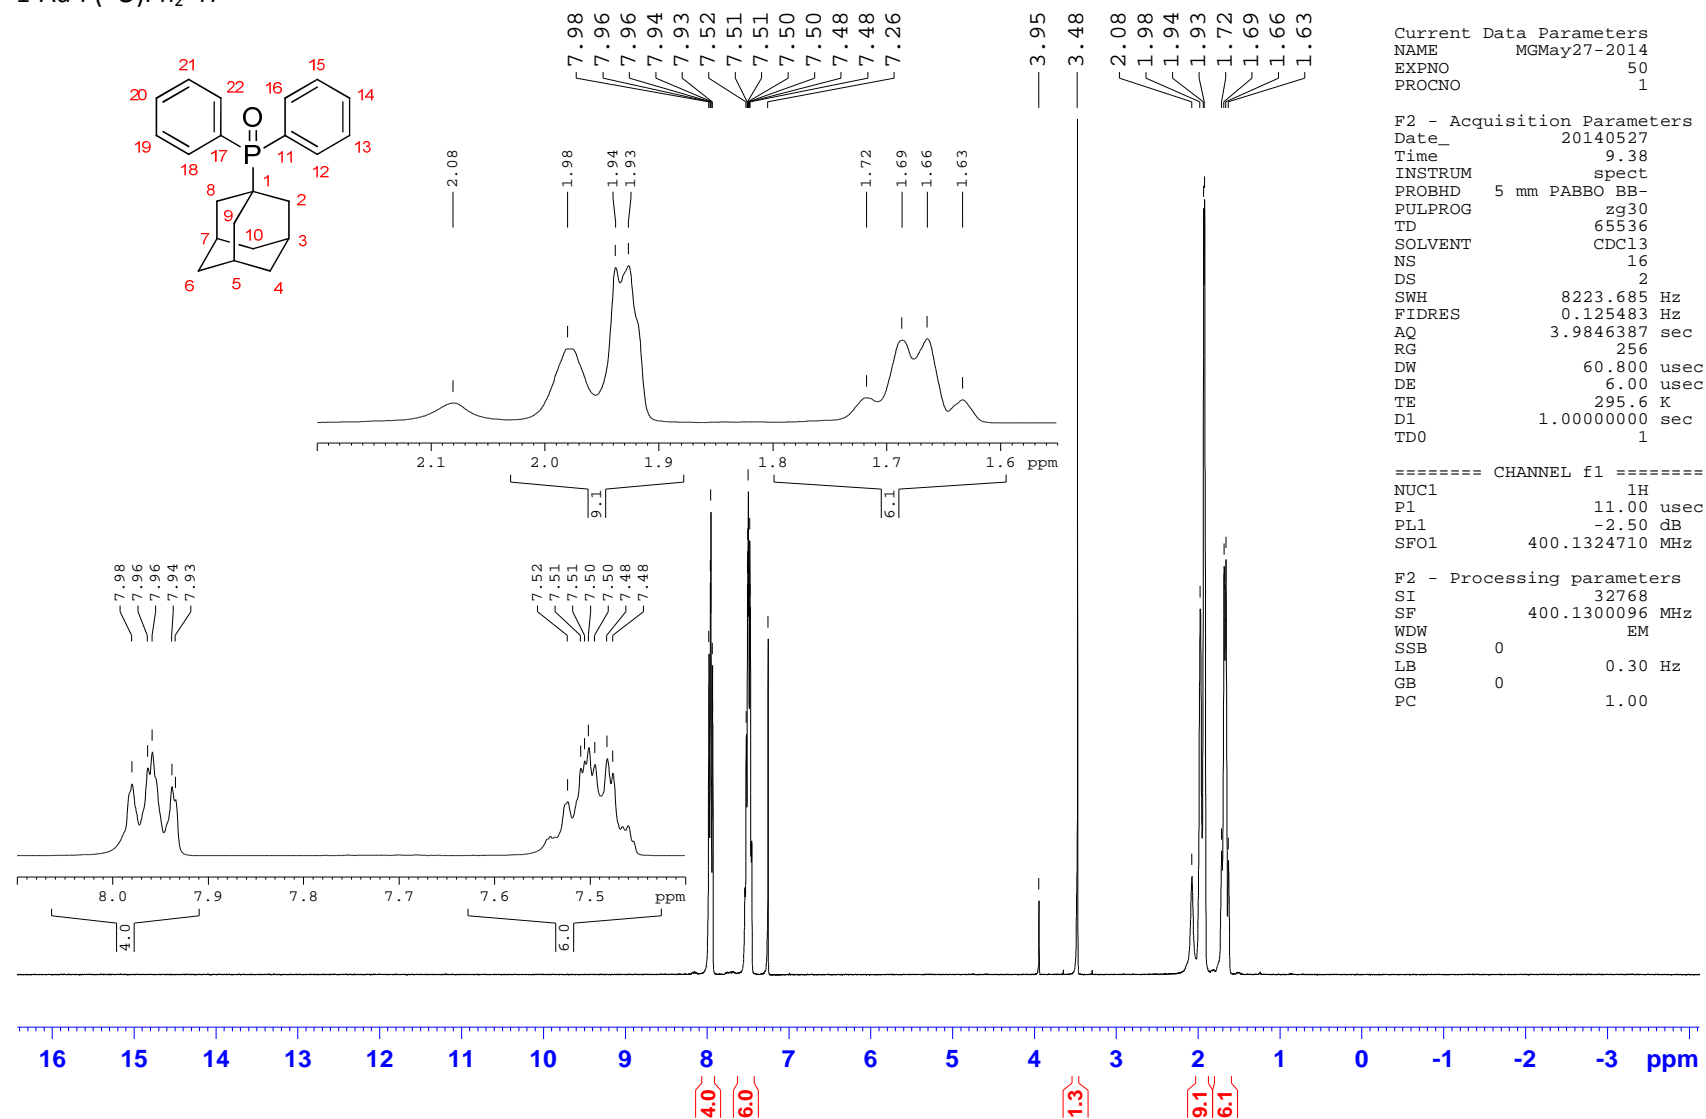 7.98
7.96
7.96
7.94
7.93
7.52
7.51
7.51
7.50
7.50
7.48
7.48
7.26
3.95
3.48
2.08
1.98
1.94
1.93
1.72
1.69
1.66
1.63
21
15
20
22
16
14
O
19
P
13
17
11
18
12
1
8
2
9
7
10
3
6
5
4
2.08
1.98
1.94
1.93
1.72
1.69
1.66
1.63
2.1 2.0 1.9 1.8 1.7 1.6 ppm
9.1
6.1
7.98
7.96
7.96
7.94
7.93
7.52
7.51
7.51
7.50
7.50
7.48
7.48
8.0 7.9 7.8 7.7 7.6 7.5 ppm
4.0
6.0
Current Data Parameters
NAME MGMay27-2014
EXPNO 50
PROCNO 1
F2 - Acquisition Parameters
Date_ 20140527
Time 9.38
INSTRUM spect
PROBHD 5 mm PABBO BB-
PULPROG zg30
TD 65536
SOLVENT CDCl3
NS 16
DS 2
SWH 8223.685 Hz
FIDRES 0.125483 Hz
AQ 3.9846387 sec
RG 256
DW 60.800 usec
DE 6.00 usec
TE 295.6 K
D1 1.00000000 sec
TD0 1
======== CHANNEL f1 ========
NUC1 1H
P1 11.00 usec
PL1 -2.50 dB
SFO1 400.1324710 MHz
F2 - Processing parameters
SI 32768
SF 400.1300096 MHz
WDW EM
SSB 0
LB 0.30 Hz
GB 0
PC 1.00
16 15 14 13 12 11 10 9 8 7 6 5 4 3 2 1 0 -1 -2 -3 ppm
4.0
6.0
1.3
9.1
6.1